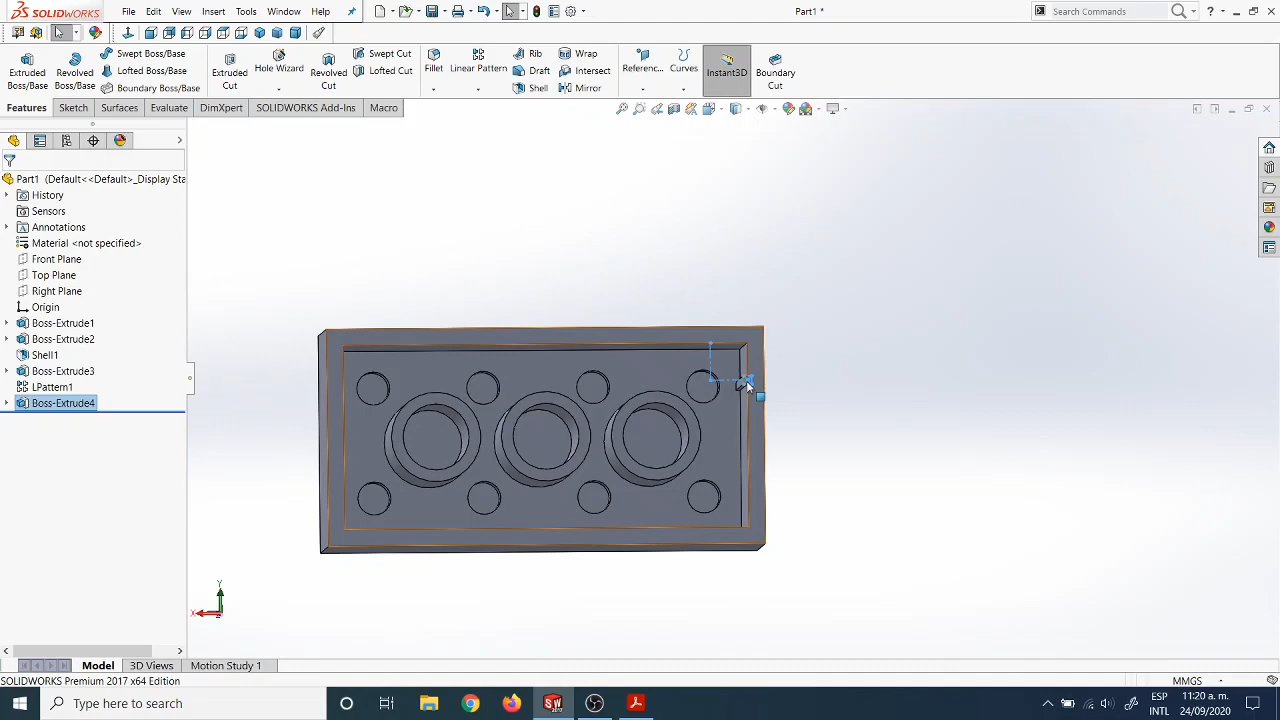 SOLIDWORKS File Edit View Insert Tools Window Help Part1 * Search Commands
Extruded Boss/Base
Revolved Boss/Base
Swept Boss/Base
Lofted Boss/Base
Boundary Boss/Base
Extruded Cut
Hole Wizard
Revolved Cut
Swept Cut
Lofted Cut
Fillet
Linear Pattern
Rib
Draft
Shell
Wrap
Intersect
Mirror
Referenc...
Curves
Instant3D
Boundary Cut
Features Sketch Surfaces Evaluate DimXpert SOLIDWORKS Add-Ins Macro
Part1 (Default<<Default>_Display Sta
History
Sensors
Annotations
Material <not specified>
Front Plane
Top Plane
Right Plane
Origin
Boss-Extrude1
Boss-Extrude2
Shell1
Boss-Extrude3
LPattern1
Boss-Extrude4
Y
X
Model 3D Views Motion Study 1
SOLIDWORKS Premium 2017 x64 Edition MMGS
Type here to search
ESP
INTL
11:20 a. m.
24/09/2020